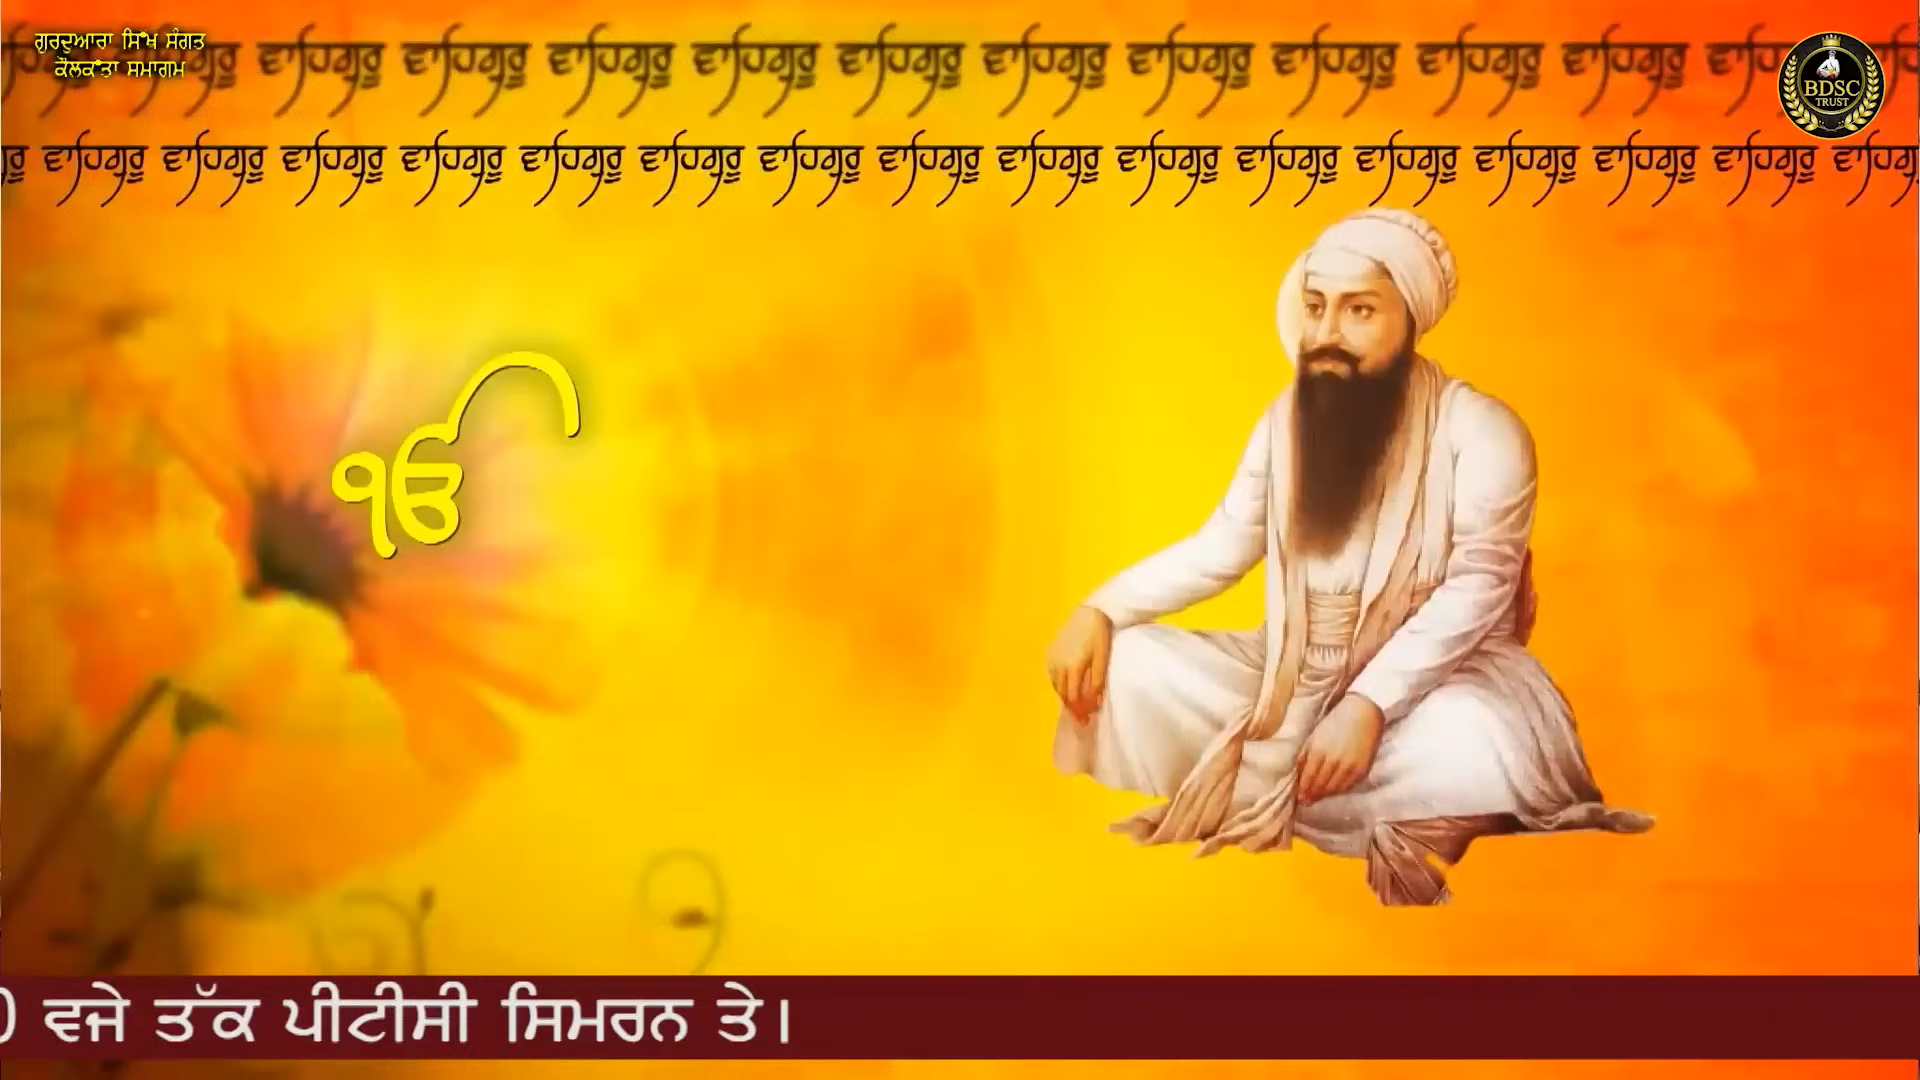 ਗੁਰਦੁਆਰਾ ਸਿੱਖ ਸੰਗਤ
ਕੌਲਕੱਤਾ ਸਮਾਗਮ
ਵਾਹਿਗੁਰੂ ਵਾਹਿਗੁਰੂ ਵਾਹਿਗੁਰੂ ਵਾਹਿਗੁਰੂ ਵਾਹਿਗੁਰੂ ਵਾਹਿਗੁਰੂ ਵਾਹਿਗੁਰੂ ਵਾਹਿਗੁਰੂ ਵਾਹਿਗੁਰੂ ਵਾਹਿਗੁਰੂ
BDSC
TRUST
ਵਾਹਿਗੁਰੂ ਵਾਹਿਗੁਰੂ ਵਾਹਿਗੁਰੂ ਵਾਹਿਗੁਰੂ ਵਾਹਿਗੁਰੂ ਵਾਹਿਗੁਰੂ ਵਾਹਿਗੁਰੂ ਵਾਹਿਗੁਰੂ ਵਾਹਿਗੁਰੂ ਵਾਹਿਗੁਰੂ ਵਾਹਿਗੁਰੂ ਵਾਹਿਗੁਰੂ ਵਾਹਿਗੁਰੂ ਵਾਹਿਗੁਰੂ ਵਾਹਿਗੁਰੂ
ੴ
ਵਜੇ ਤੱਕ ਪੀਟੀਸੀ ਸਿਮਰਨ ਤੇ।